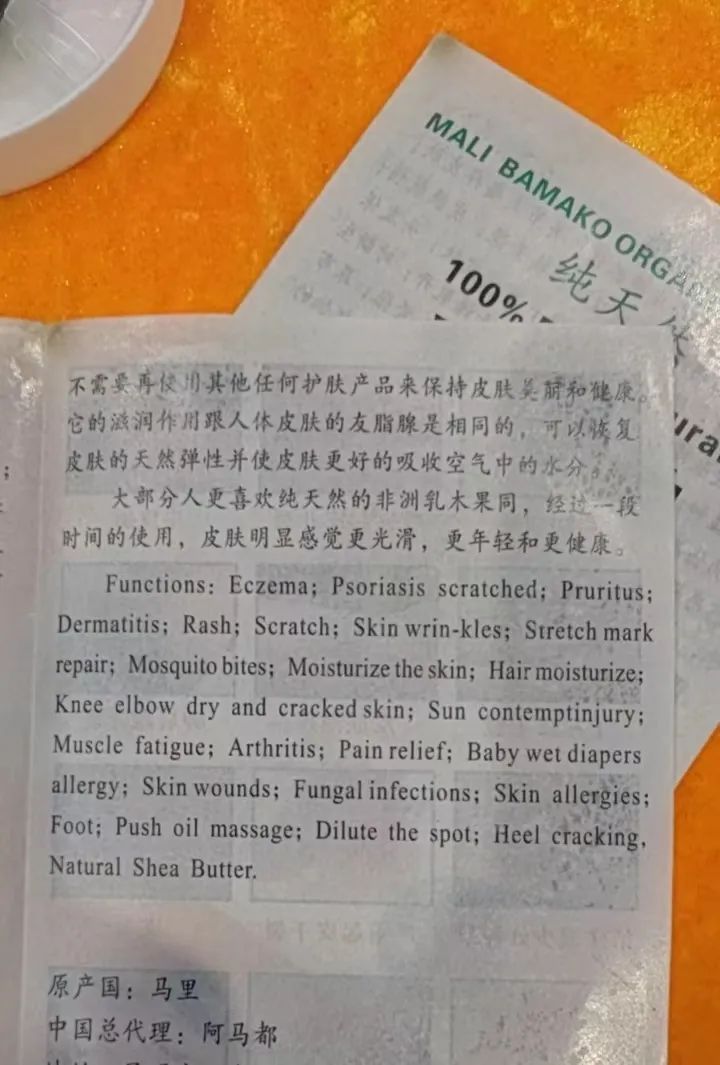 MALI BAMAKO ORGA
纯天然
100%
ura
不需要再使用其他任何护肤产品来保持皮肤美丽和健康。
它的滋润作用跟人体皮肤的友脂腺是相同的，可以恢复
皮肤的天然弹性并使皮肤更好的吸收空气中的水分。
大部分人更喜欢纯天然的非洲乳木果同，经过一段
时间的使用，皮肤明显感觉更光滑，更年轻和更健康。
Functions: Eczema; Psoriasis scratched; Pruritus;
Dermatitis; Rash; Scratch; Skin wrin-kles; Stretch mark
repair; Mosquito bites; Moisturize the skin; Hair moisturize;
Knee elbow dry and cracked skin; Sun contemptinjury;
Muscle fatigue; Arthritis; Pain relief; Baby wet diapers
allergy; Skin wounds; Fungal infections; Skin allergies;
Foot; Push oil massage; Dilute the spot; Heel cracking,
Natural Shea Butter.
原产国：马里
中国总代理：阿马都